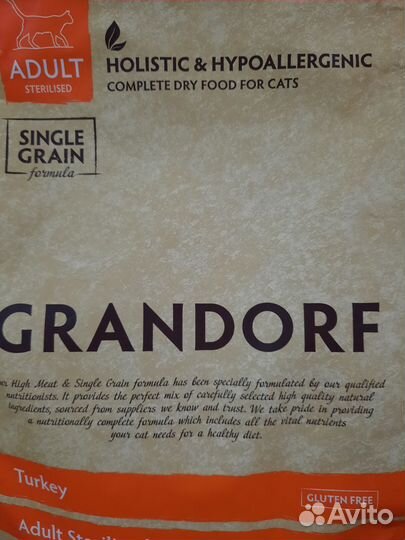 ADULT
STERILISED
HOLISTIC & HYPOALLERGENIC
COMPLETE DRY FOOD FOR CATS
SINGLE
GRAIN
formula
GRANDORF
High Meat & Single Grain formula has been specially formulated by our qualified
nutritionists. It provides the perfect mix of carefully selected high quality natural
ingredients, sourced from suppliers we know and trust. We take pride in providing
a nutritionally complete formula which includes all the vital nutrients
your cat needs for a healthy diet.
Turkey
GLUTEN FREE
Adult
Avito